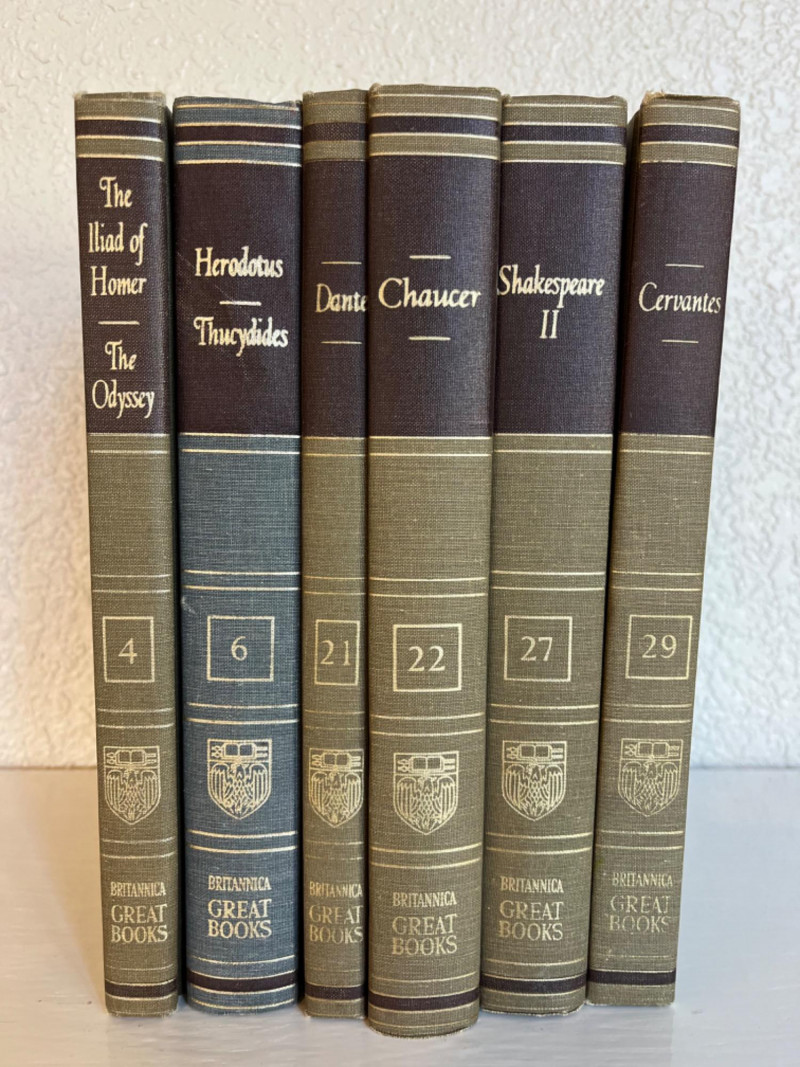 The
Iliad of
Homer
The
Odyssey
4
BRITANNICA
GREAT
BOOKS
Herodotus
Thucydides
6
BRITANNICA
GREAT
BOOKS
Dante
21
BRITANNICA
GREAT
BOOKS
Chaucer
22
BRITANNICA
GREAT
BOOKS
Shakespeare
II
27
BRITANNICA
GREAT
BOOKS
Cervantes
29
BRITANNICA
GREAT
BOOKS